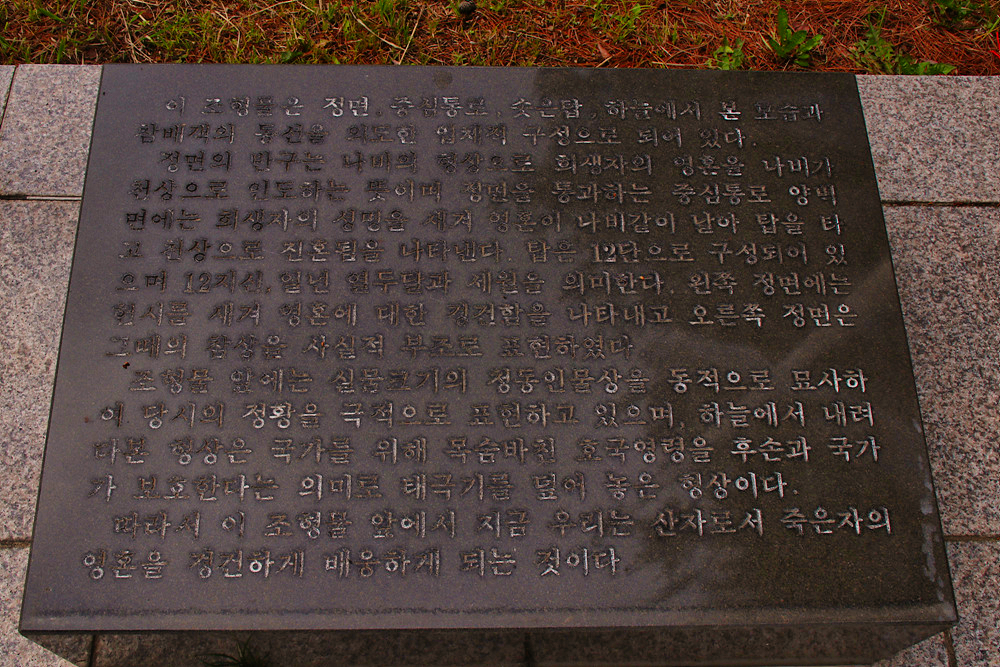 이 조형물은 정면, 중심통로, 솟은탑, 하늘에서 본 모습과
참배객의 동선을 의도한 입체적 구성으로 되어 있다.
정면의 반구는 나비의 형상으로 희생자의 영혼을 나비가
천상으로 인도하는 뜻이며 정면을 통과하는 중심통로 양벽
면에는 희생자의 성명을 새겨 영혼이 나비같이 날아 탑을 타
고 천상으로 전혼됨을 나타낸다. 탑은 12단으로 구성되어 있
으며 12지신, 일년 열두달과 세월을 의미한다. 왼쪽 정면에는
헌시를 새겨 영혼에 대한 경건함을 나타내고 오른쪽 정면은
그때의 참상을 사실적 부조로 표현하였다.
조형물 앞에는 실물크기의 청동인물상을 동적으로 묘사하
여 당시의 정황을 극적으로 표현하고 있으며, 하늘에서 내려
다본 형상은 국가를 위해 목숨바친 호국영령을 후손과 국가
가 보호한다는 의미로 태극기를 덮어 놓은 형상이다.
따라서 이 조형물 앞에서 지금 우리는 산자로서 죽은자의
영혼을 경건하게 배웅하게 되는 것이다.